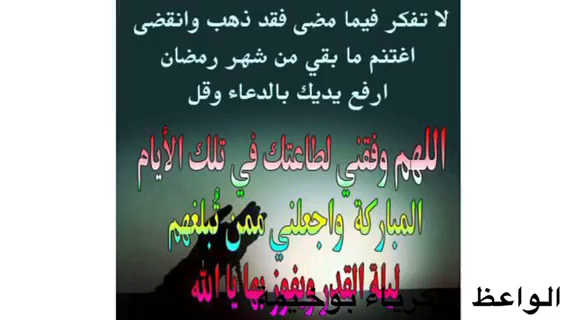 لا تفكر فيما مضى فقد ذهب وانقضى
اغتنم ما بقي من شهر رمضان
ارفع يديك بالدعاء وقل
اللهم وفقني لطاعتك في تلك الأيام
المباركة واجعلني ممن تُبلغهم
ليلة القدر ويفوز بها يا الله
الواعظ